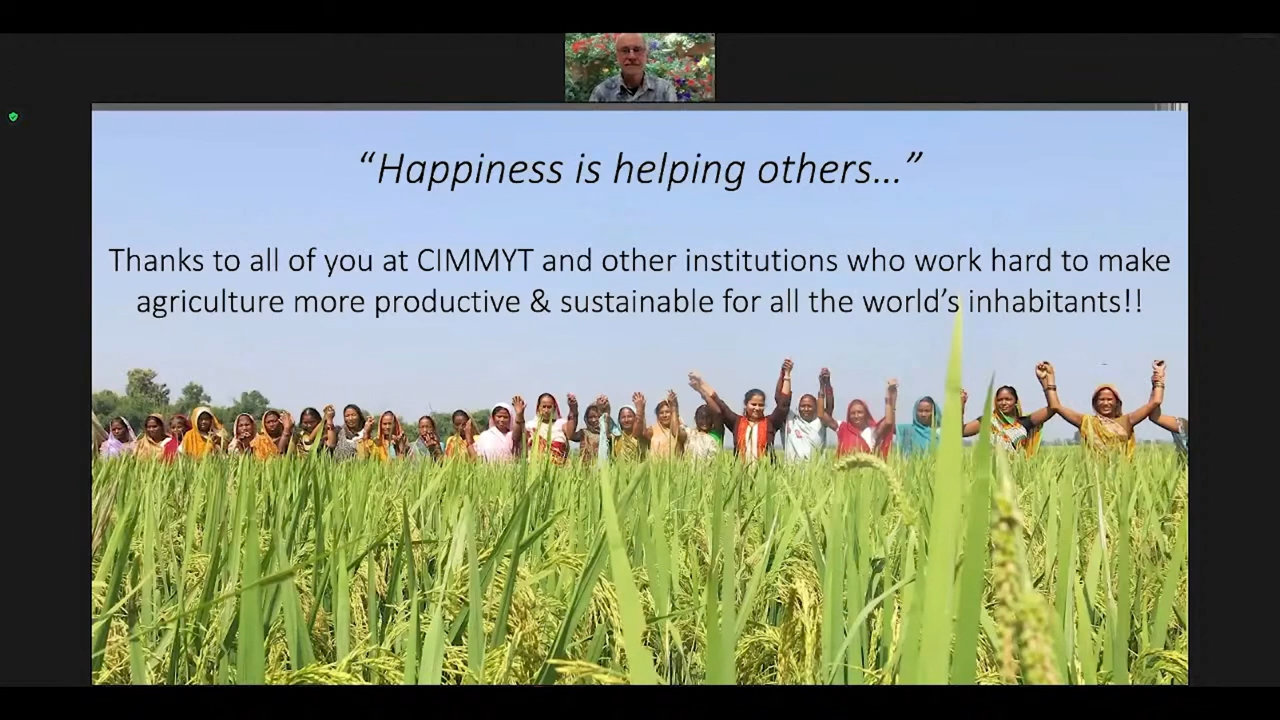 “Happiness is helping others…”
Thanks to all of you at CIMMYT and other institutions who work hard to make
agriculture more productive & sustainable for all the world’s inhabitants!!